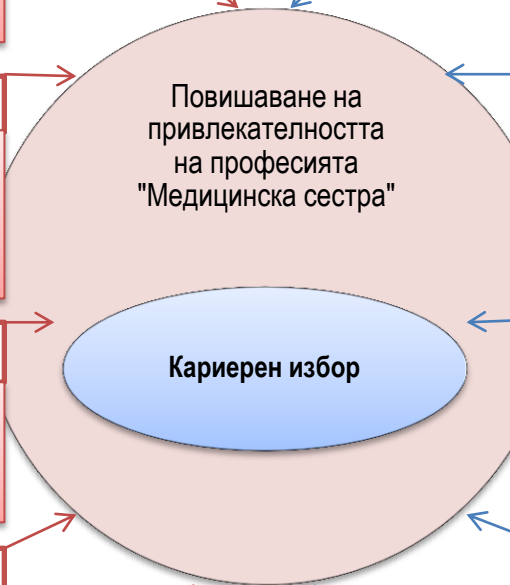 Повишаване на
привлекателността
на професията
"Медицинска сестра"
Кариерен избор